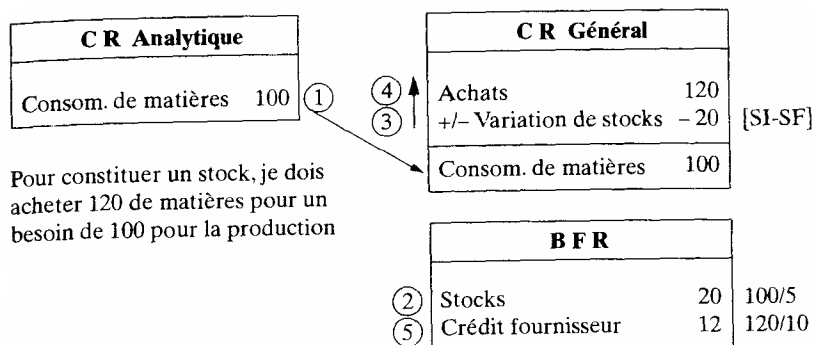 C R Analytique
Consom. de matières 100 ①
Pour constituer un stock, je dois
acheter 120 de matières pour un
besoin de 100 pour la production
C R Général
④ Achats 120
③ +/– Variation de stocks – 20 [SI-SF]
Consom. de matières 100
B F R
② Stocks 20 100/5
⑤ Crédit fournisseur 12 120/10